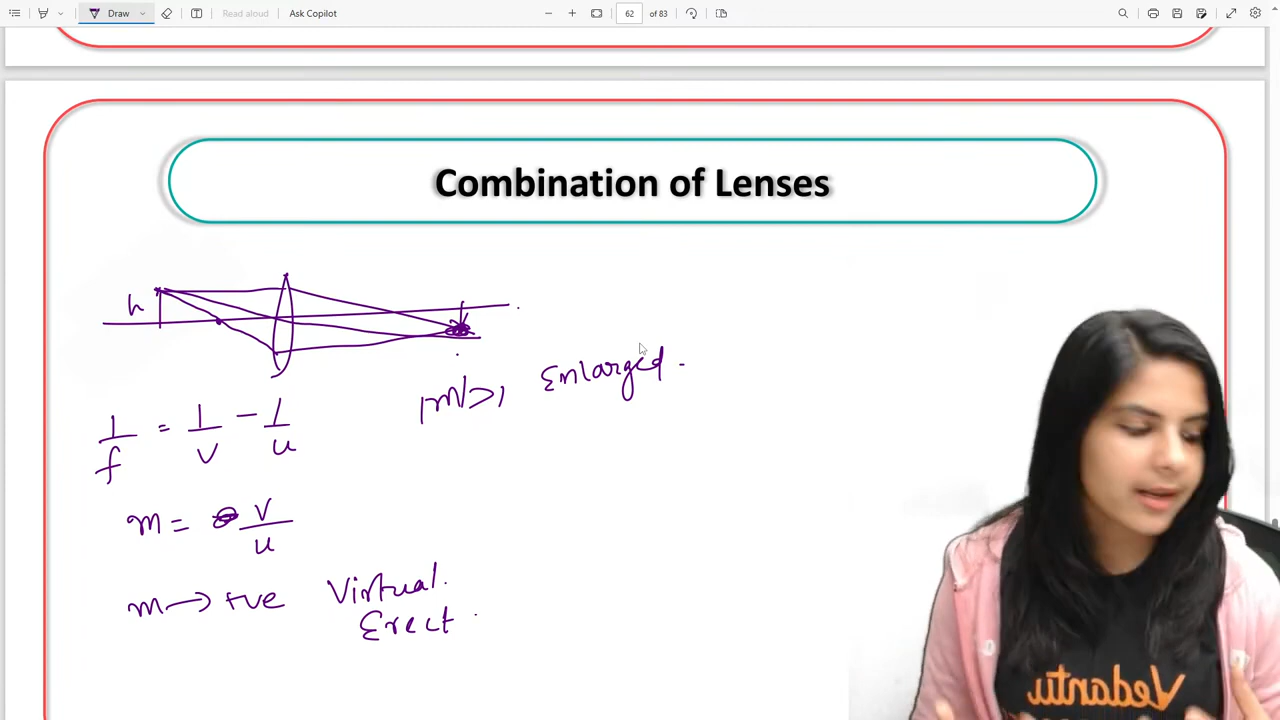 Draw
Read aloud
Ask Copilot
62 of 83
Combination of Lenses
h
|m|>1 Enlarged.
1/f = 1/v - 1/u
m = v/u
m → +ve Virtual.
Erect.
Vedantu